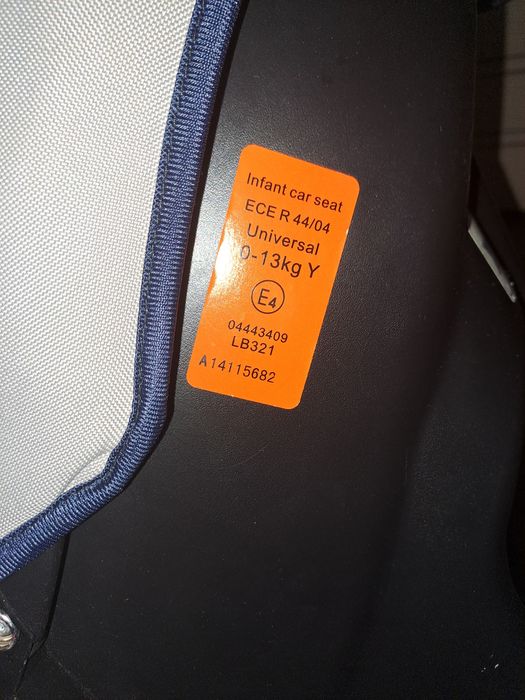 Infant car seat
ECE R 44/04
Universal
0-13kg Y
E4
04443409
LB321
A14115682